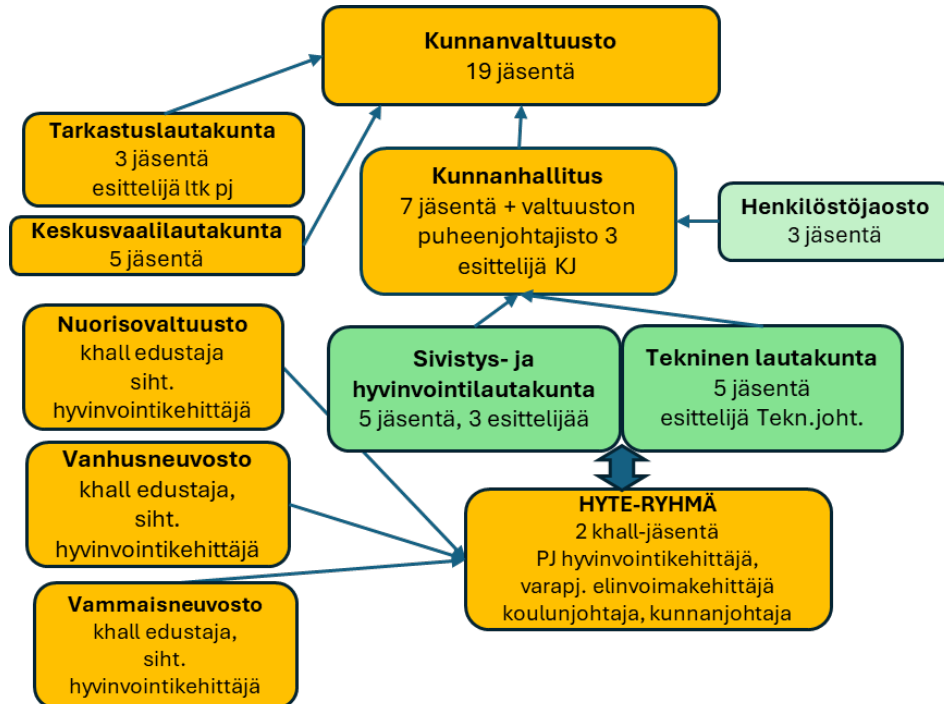 Kunnanvaltuusto
19 jäsentä
Tarkastuslautakunta
3 jäsentä
esittelijä ltk pj
Keskusvaalilautakunta
5 jäsentä
Kunnanhallitus
7 jäsentä + valtuuston
puheenjohtajisto 3
esittelijä KJ
Henkilöstöjaosto
3 jäsentä
Nuorisovaltuusto
khall edustaja
siht.
hyvinvointikehittäjä
Sivistys- ja
hyvinvointilautakunta
5 jäsentä, 3 esittelijää
Tekninen lautakunta
5 jäsentä
esittelijä Tekn.joht.
Vanhusneuvosto
khall edustaja,
siht.
hyvinvointikehittäjä
HYTE-RYHMÄ
2 khall-jäsentä
PJ hyvinvointikehittäjä,
varapj. elinvoimakehittäjä
koulunjohtaja, kunnanjohtaja
Vammaisneuvosto
khall edustaja,
siht.
hyvinvointikehittäjä